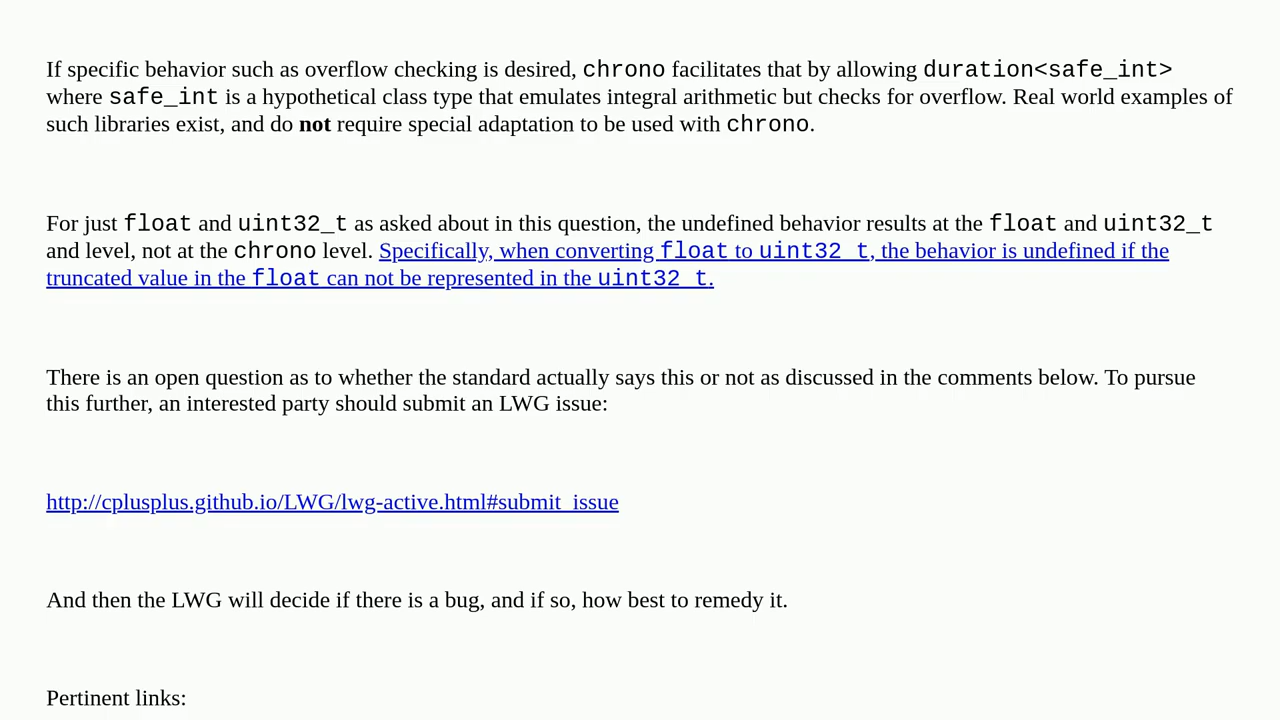 If specific behavior such as overflow checking is desired, chrono facilitates that by allowing duration<safe_int>
where safe_int is a hypothetical class type that emulates integral arithmetic but checks for overflow. Real world examples of
such libraries exist, and do not require special adaptation to be used with chrono.
For just float and uint32_t as asked about in this question, the undefined behavior results at the float and uint32_t
and level, not at the chrono level. Specifically, when converting float to uint32_t, the behavior is undefined if the
truncated value in the float can not be represented in the uint32_t.
There is an open question as to whether the standard actually says this or not as discussed in the comments below. To pursue
this further, an interested party should submit an LWG issue:
http://cplusplus.github.io/LWG/lwg-active.html#submit_issue
And then the LWG will decide if there is a bug, and if so, how best to remedy it.
Pertinent links: